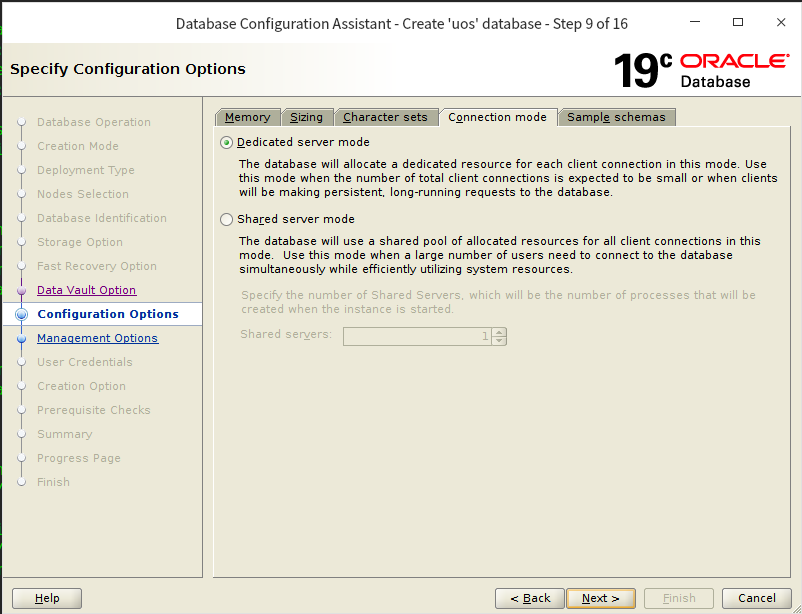 Database Configuration Assistant - Create 'uos' database - Step 9 of 16
Specify Configuration Options
19c ORACLE
Database
Database Operation
Creation Mode
Deployment Type
Nodes Selection
Database Identification
Storage Option
Fast Recovery Option
Data Vault Option
Configuration Options
Management Options
User Credentials
Creation Option
Prerequisite Checks
Summary
Progress Page
Finish
Memory Sizing Character sets Connection mode Sample schemas
Dedicated server mode
The database will allocate a dedicated resource for each client connection in this mode. Use
this mode when the number of total client connections is expected to be small or when clients
will be making persistent, long-running requests to the database.
Shared server mode
The database will use a shared pool of allocated resources for all client connections in this
mode.  Use this mode when a large number of users need to connect to the database
simultaneously while efficiently utilizing system resources.
Specify the number of Shared Servers, which will be the number of processes that will be
created when the instance is started.
Shared servers: 1
Help < Back Next > Finish Cancel